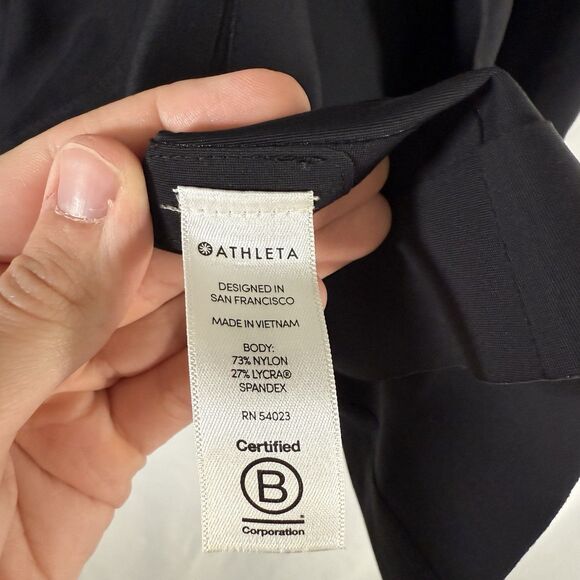 ATHLETA
DESIGNED IN
SAN FRANCISCO
MADE IN VIETNAM
BODY:
73% NYLON
27% LYCRA®
SPANDEX
RN 54023
Certified
B
Corporation